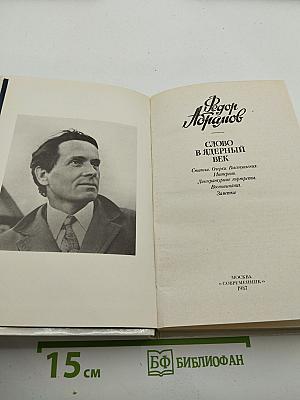 Федор
Абрамов
СЛОВО
В ЯДЕРНЫЙ
ВЕК
Статьи. Очерки. Выступления.
Интервью.
Литературные портреты.
Воспоминания.
Заметки
МОСКВА
«СОВРЕМЕННИК»
1987
15 см
БФ БИБЛИОФАН